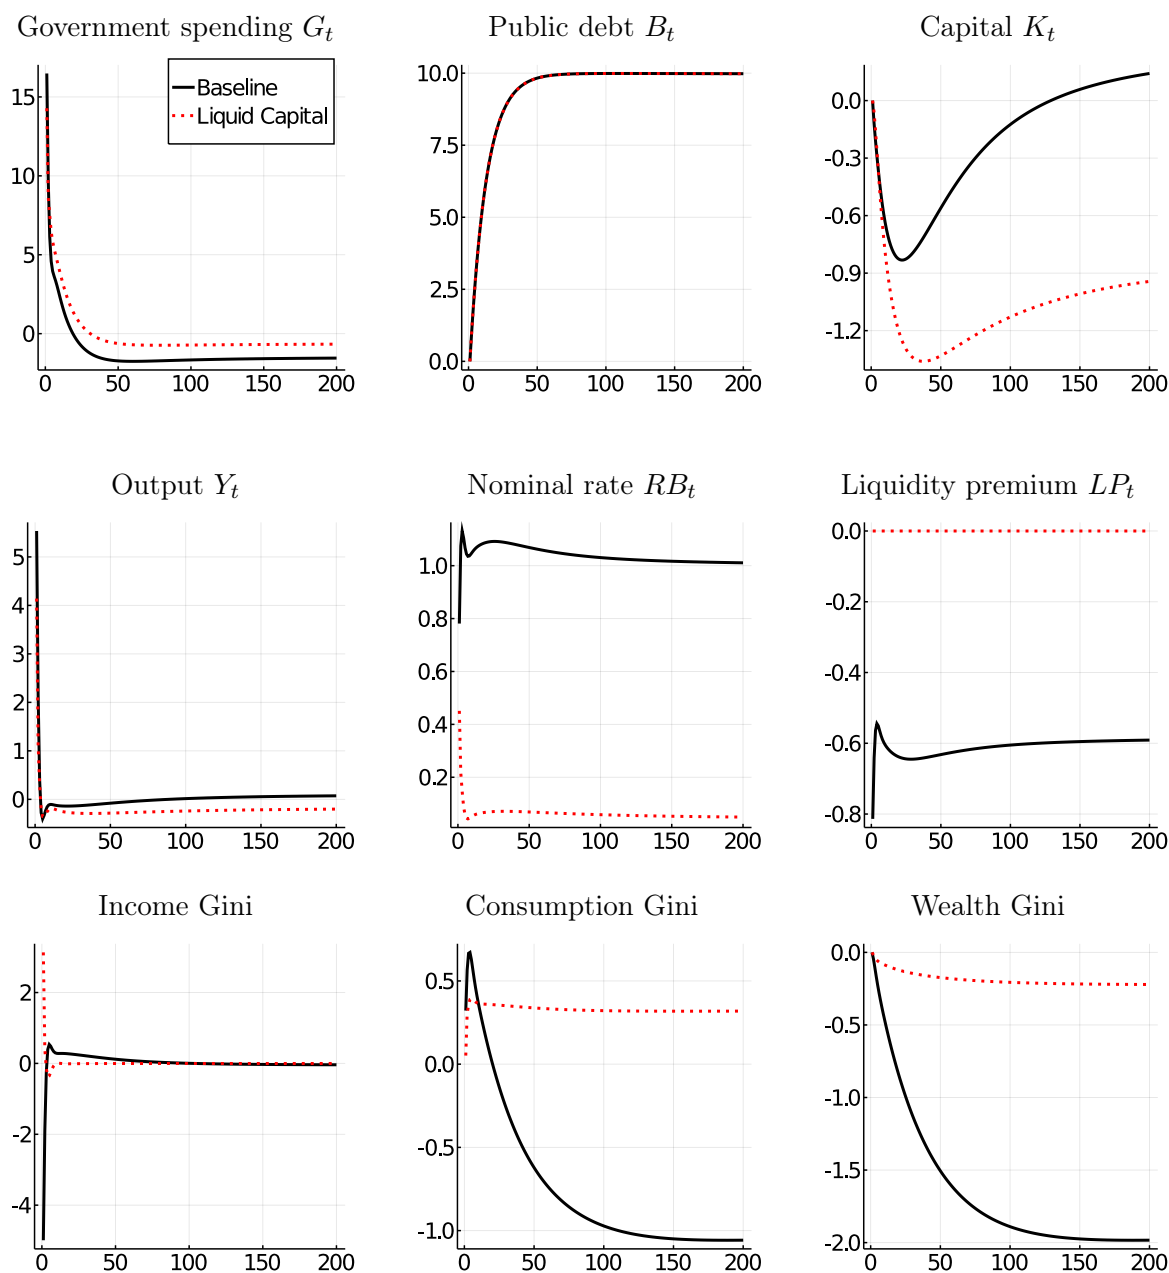 Government spending G_t
Public debt B_t
Capital K_t
Baseline
Liquid Capital
15
10
5
0
0 50 100 150 200
10.0
7.5
5.0
2.5
0.0
0 50 100 150 200
0.0
-0.3
-0.6
-0.9
-1.2
0 50 100 150 200
Output Y_t
Nominal rate RB_t
Liquidity premium LP_t
5
4
3
2
1
0
0 50 100 150 200
1.0
0.8
0.6
0.4
0.2
0 50 100 150 200
0.0
-0.2
-0.4
-0.6
-0.8
0 50 100 150 200
Income Gini
Consumption Gini
Wealth Gini
2
0
-2
-4
0 50 100 150 200
0.5
0.0
-0.5
-1.0
0 50 100 150 200
0.0
-0.5
-1.0
-1.5
-2.0
0 50 100 150 200